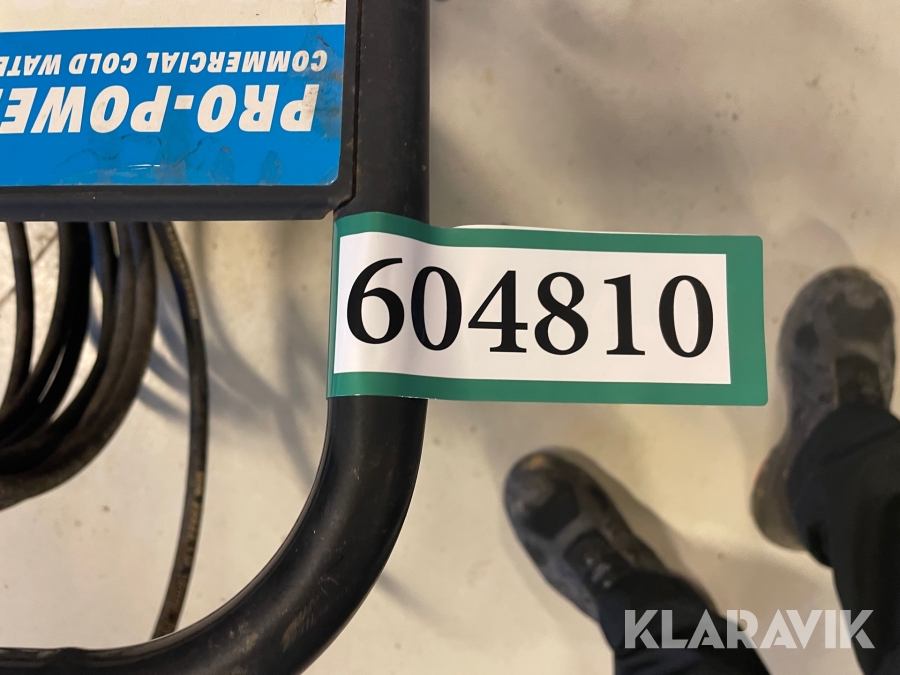 PRO-POWE
COMMERCIAL COLD WATE
604810
KLARAVIK